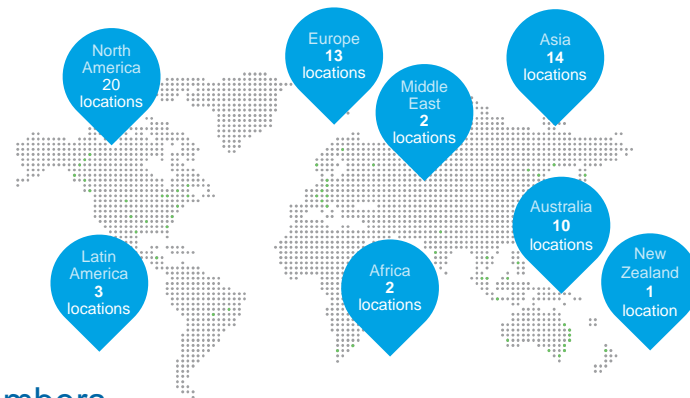 North
America
20
locations
Europe
13
locations
Asia
14
locations
Middle
East
2
locations
Australia
10
locations
Latin
America
3
locations
Africa
2
locations
New
Zealand
1
location